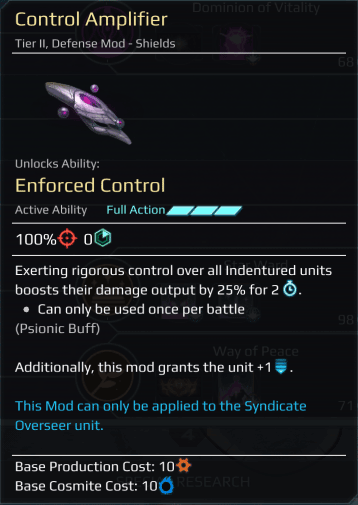 Control Amplifier
Dominion of Vitality
Tier II, Defense Mod - Shields
68
Unlocks Ability:
Enforced Control
Active Ability Full Action
100% 0
Exerting rigorous control over all Indentured units
boosts their damage output by 25% for 2 .
• Can only be used once per battle
98
(Psionic Buff)
Way of Peace
Additionally, this mod grants the unit +1 .
This Mod can only be applied to the Syndicate
71
Overseer unit.
Base Production Cost: 10
RESEARCH
Base Cosmite Cost: 10